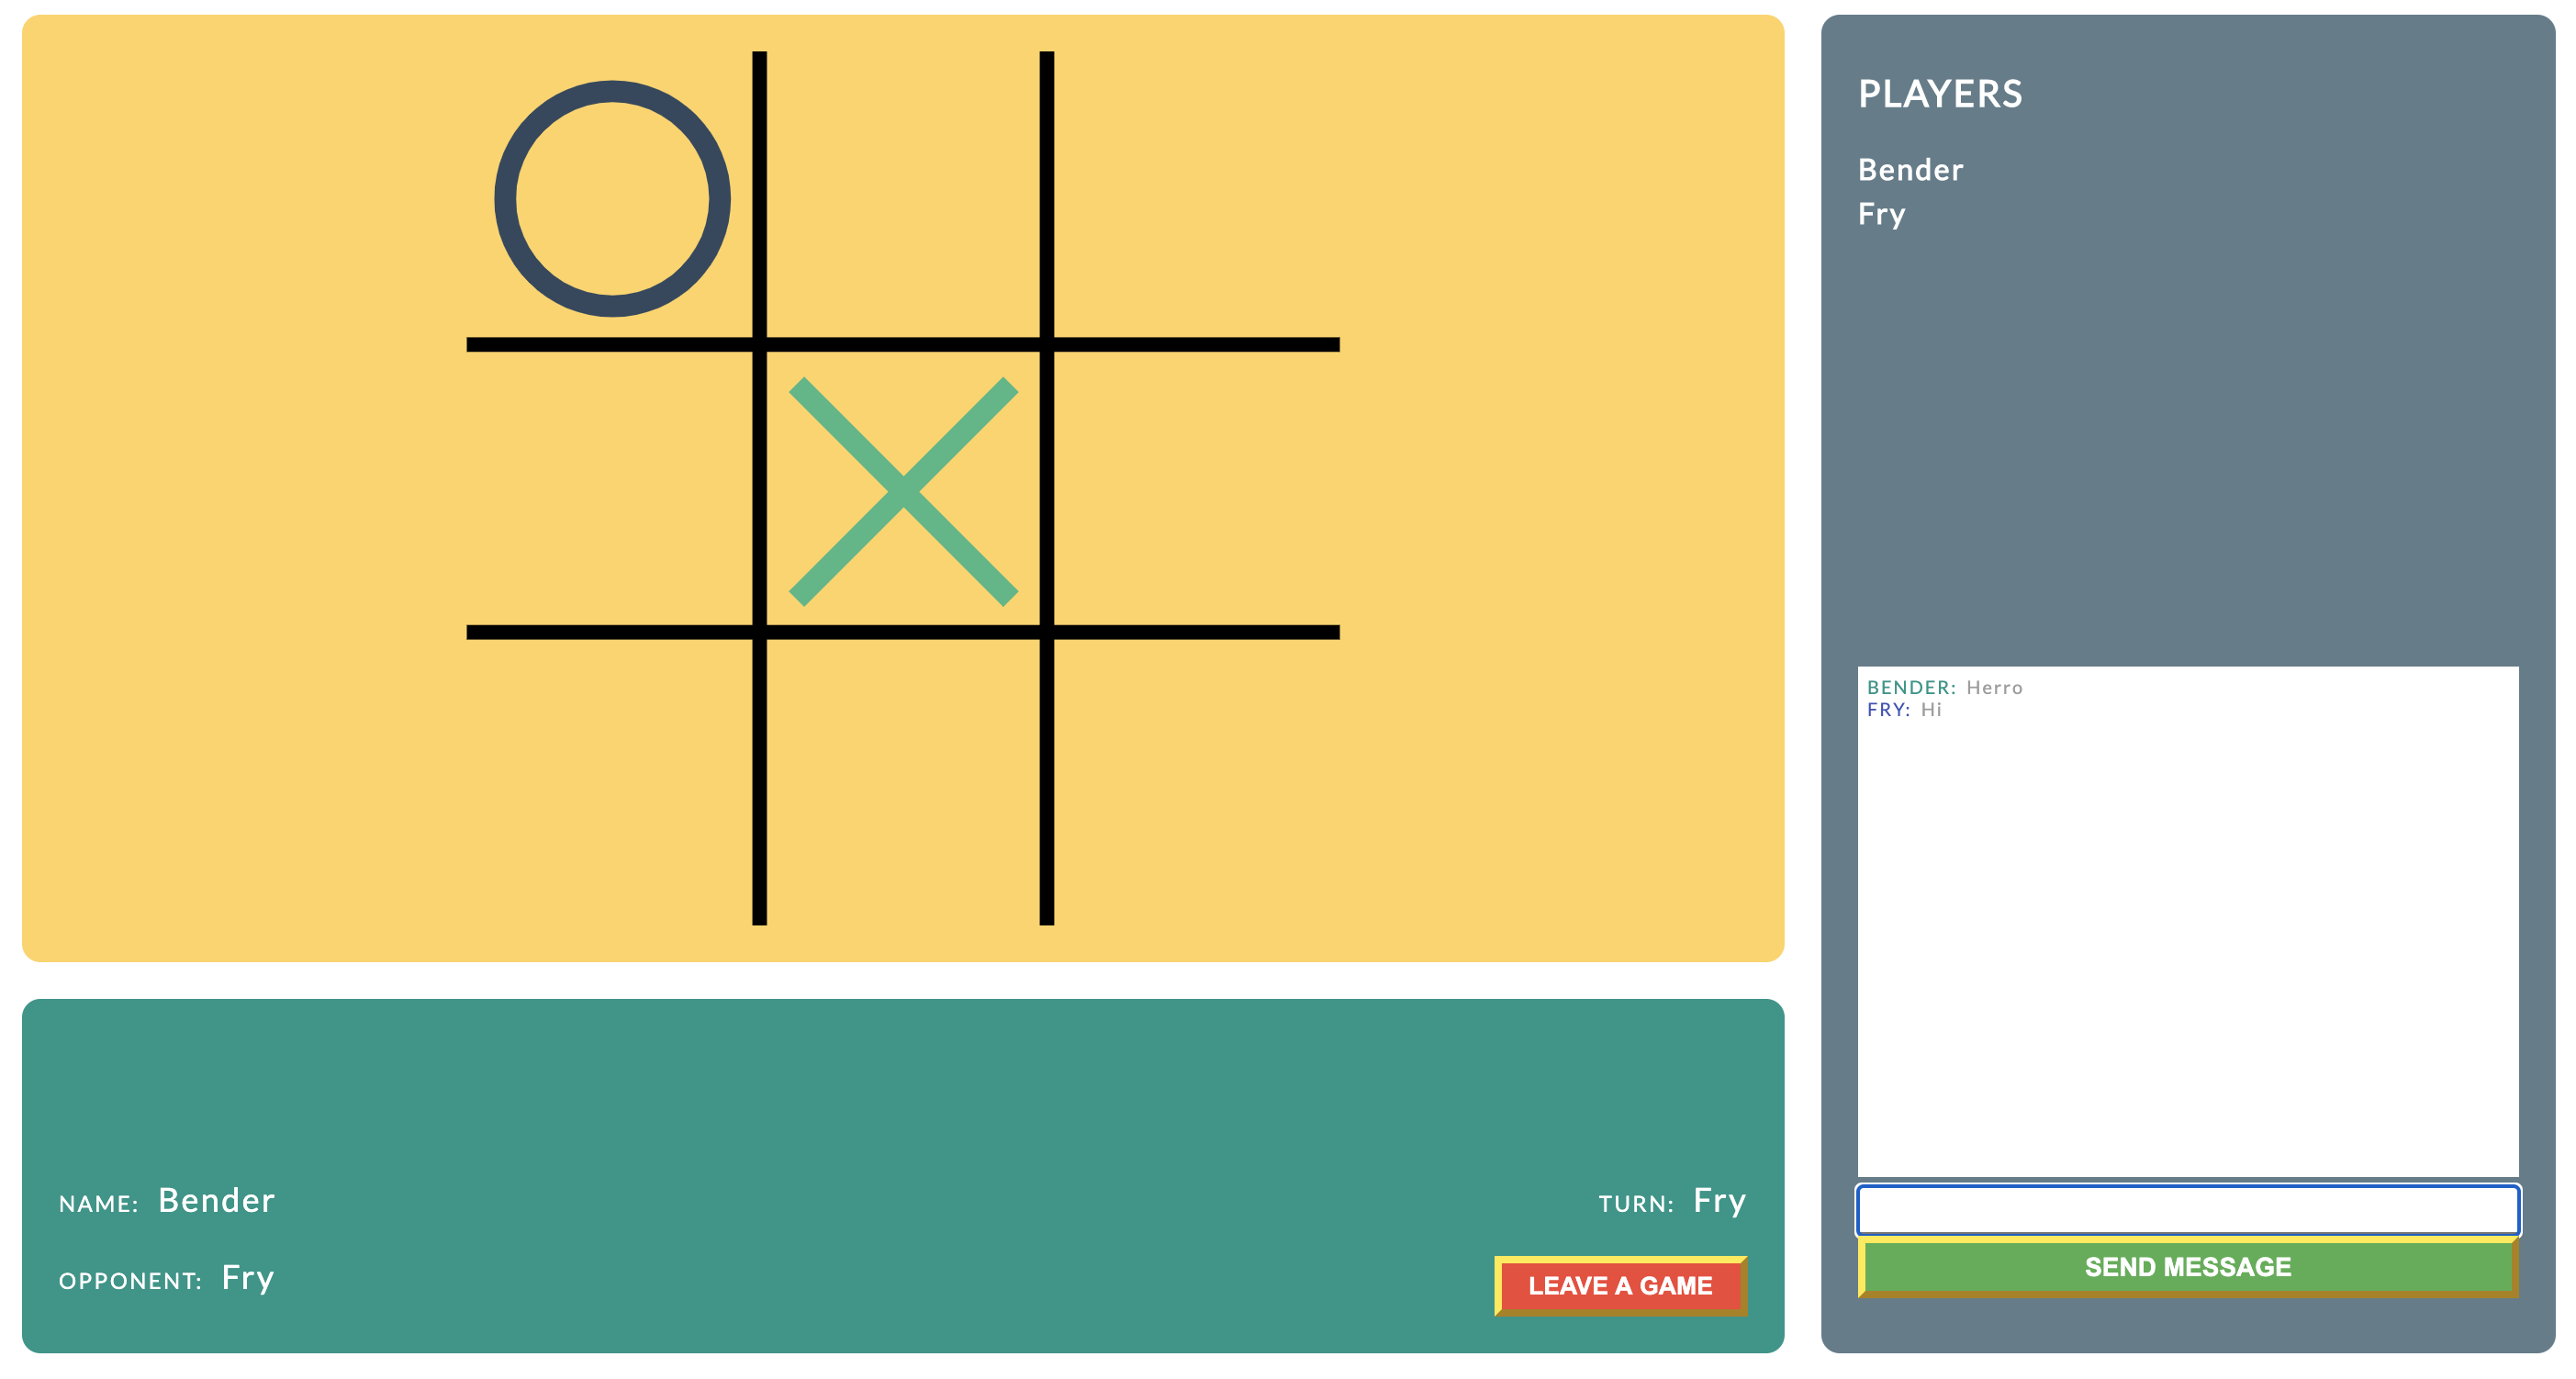 PLAYERS
Bender
Fry
BENDER: Herro
FRY: Hi
SEND MESSAGE
NAME: Bender
TURN: Fry
OPPONENT: Fry
LEAVE A GAME